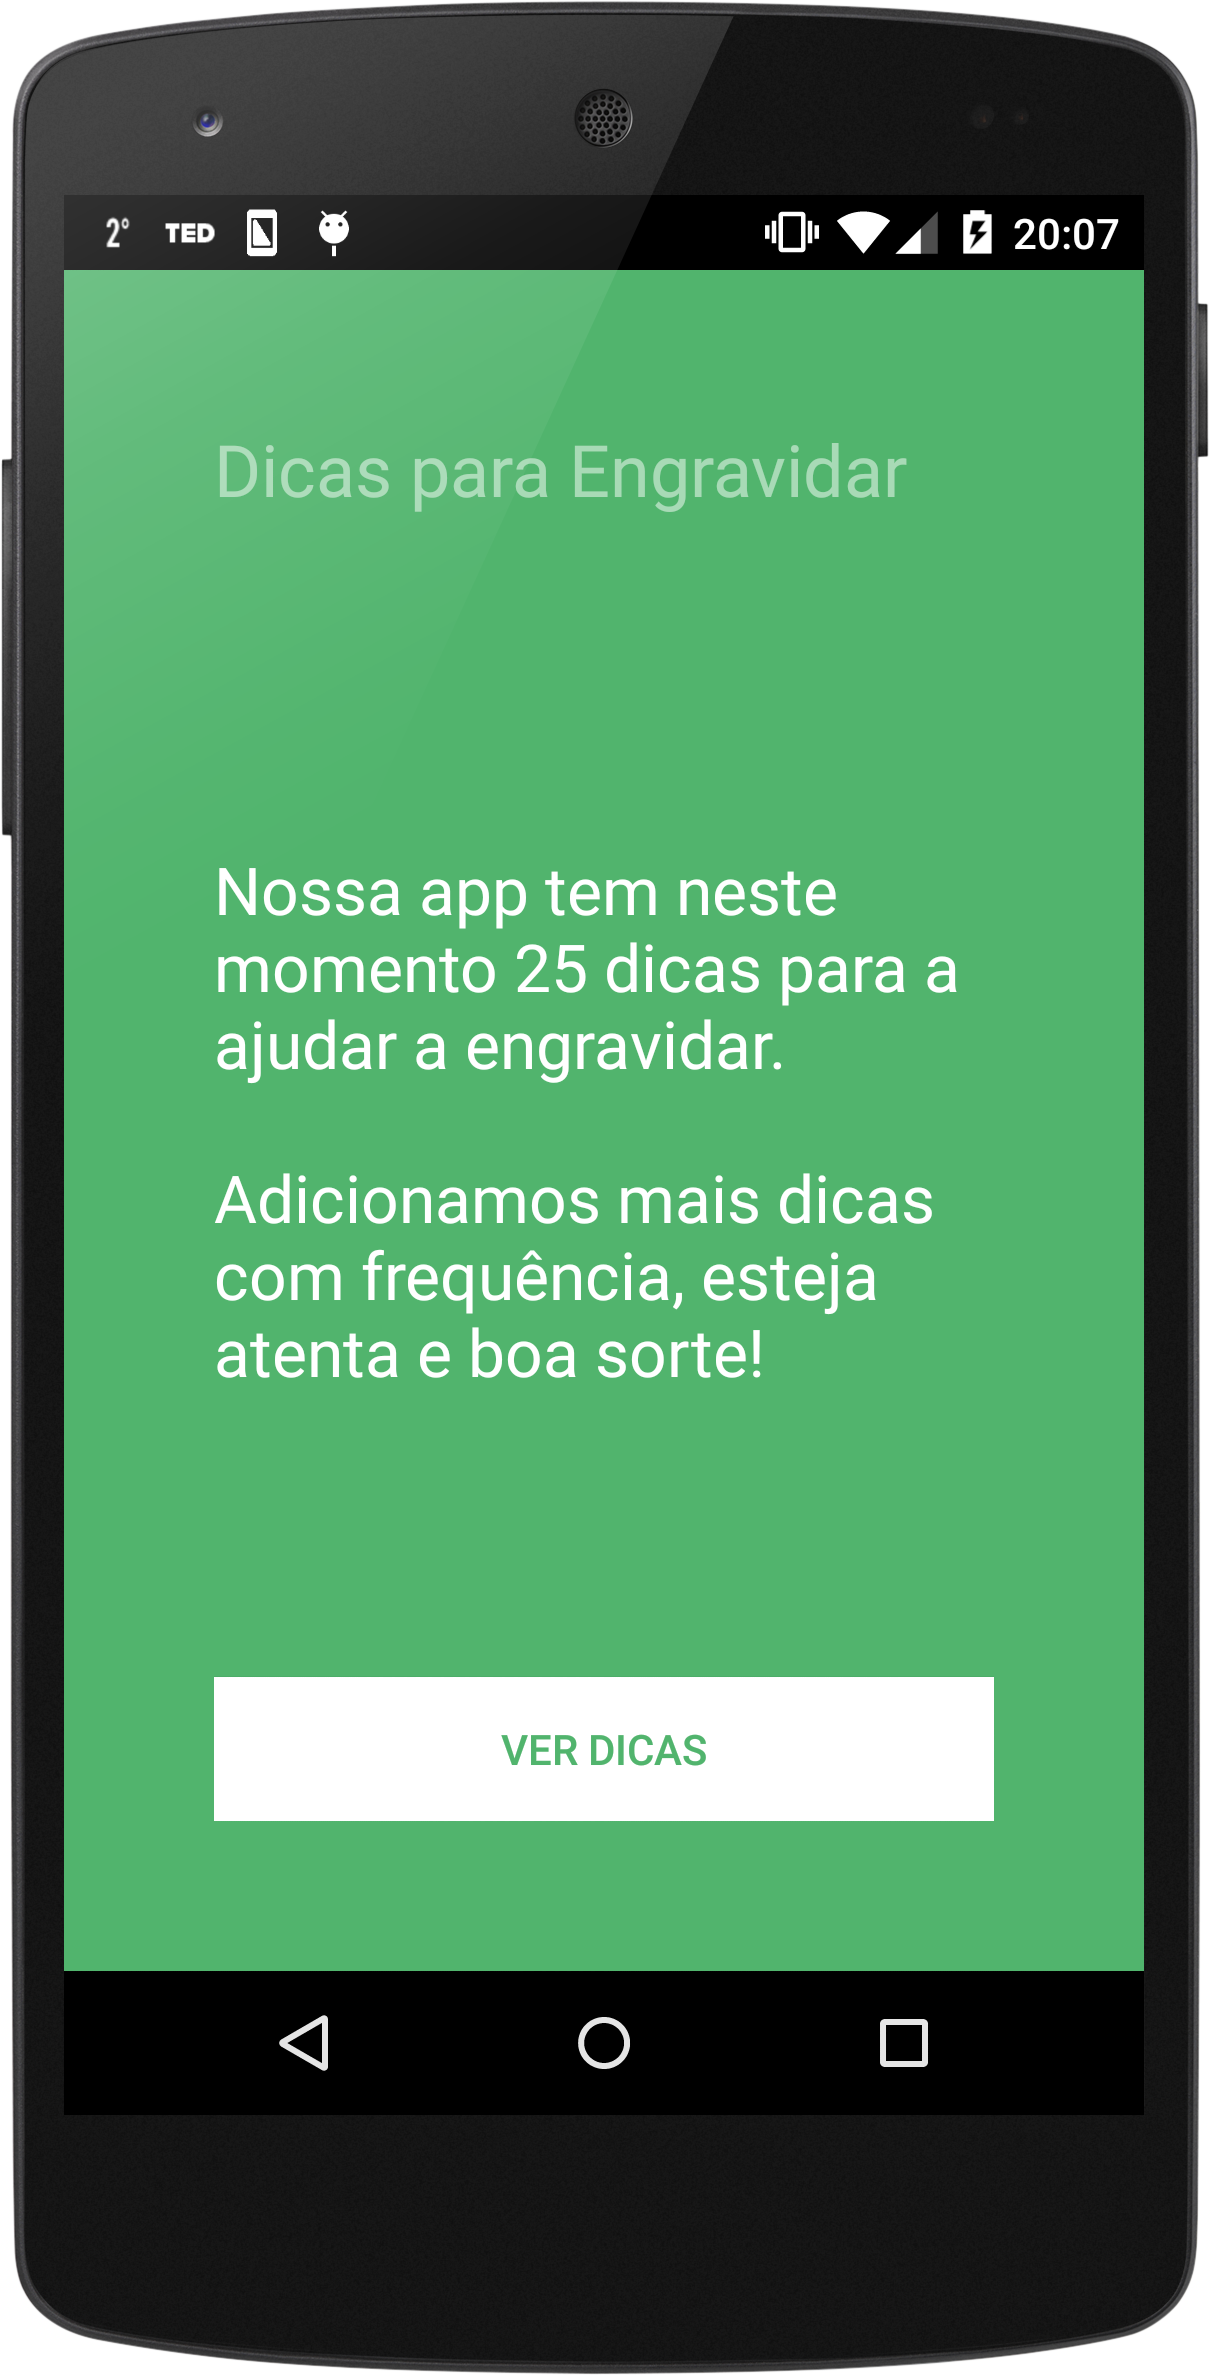 2° TED 20:07
Dicas para Engravidar
Nossa app tem neste
momento 25 dicas para a
ajudar a engravidar.
Adicionamos mais dicas
com frequência, esteja
atenta e boa sorte!
VER DICAS